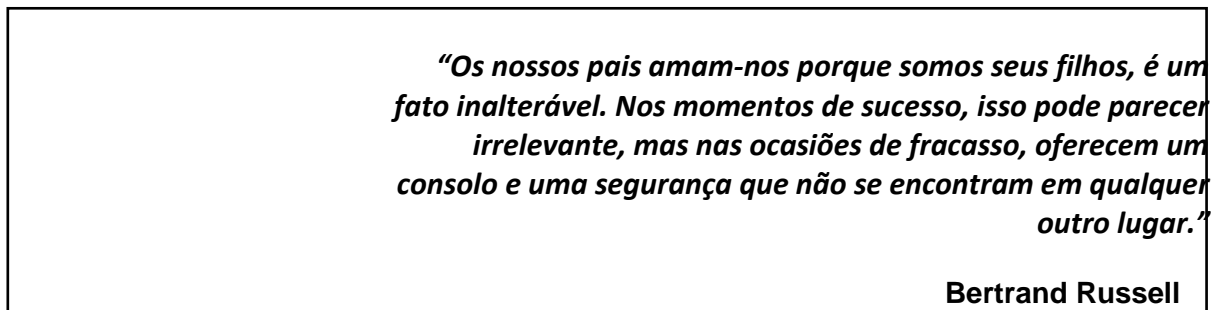 “Os nossos pais amam-nos porque somos seus filhos, é um
fato inalterável. Nos momentos de sucesso, isso pode parecer
irrelevante, mas nas ocasiões de fracasso, oferecem um
consolo e uma segurança que não se encontram em qualquer
outro lugar.”
Bertrand Russell